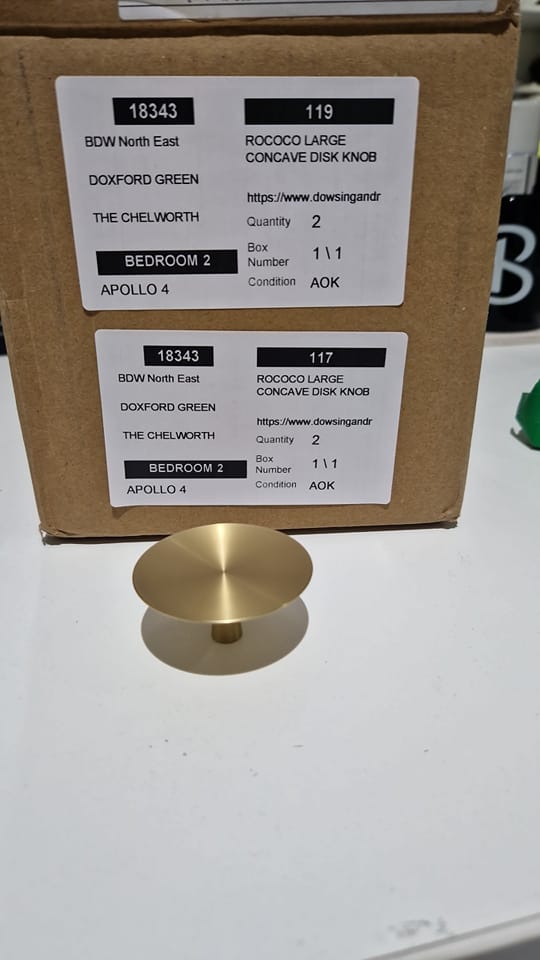 18343
119
BDW North East
ROCOCO LARGE
CONCAVE DISK KNOB
DOXFORD GREEN
https://www.dowsingandr
THE CHELWORTH
Quantity 2
BEDROOM 2
Box
Number 1 \ 1
APOLLO 4
Condition AOK
18343
117
BDW North East
ROCOCO LARGE
CONCAVE DISK KNOB
DOXFORD GREEN
https://www.dowsingandr
THE CHELWORTH
Quantity 2
BEDROOM 2
Box
Number 1 \ 1
APOLLO 4
Condition AOK
B